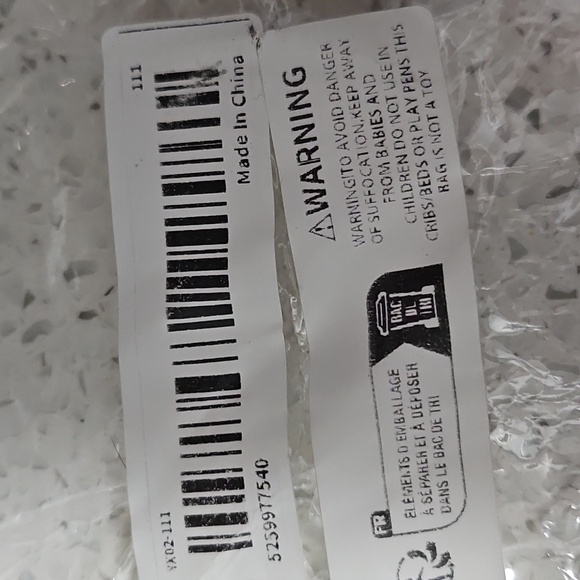 111
Made In China
YX02-111
5259977540
WARNING
WARNING!TO AVOID DANGER
OF SUFFOCATION,KEEP AWAY
FROM BABIES AND
CHILDREN DO NOT USE IN
CRIBS/BEDS OR PLAY PENS THIS
BAG IS NOT A TOY
BAC
DE
TRI
FR
ELEMENTS D EMBALLAGE
À SÉPARER ET À DÉPOSER
DANS LE BAC DE TRI